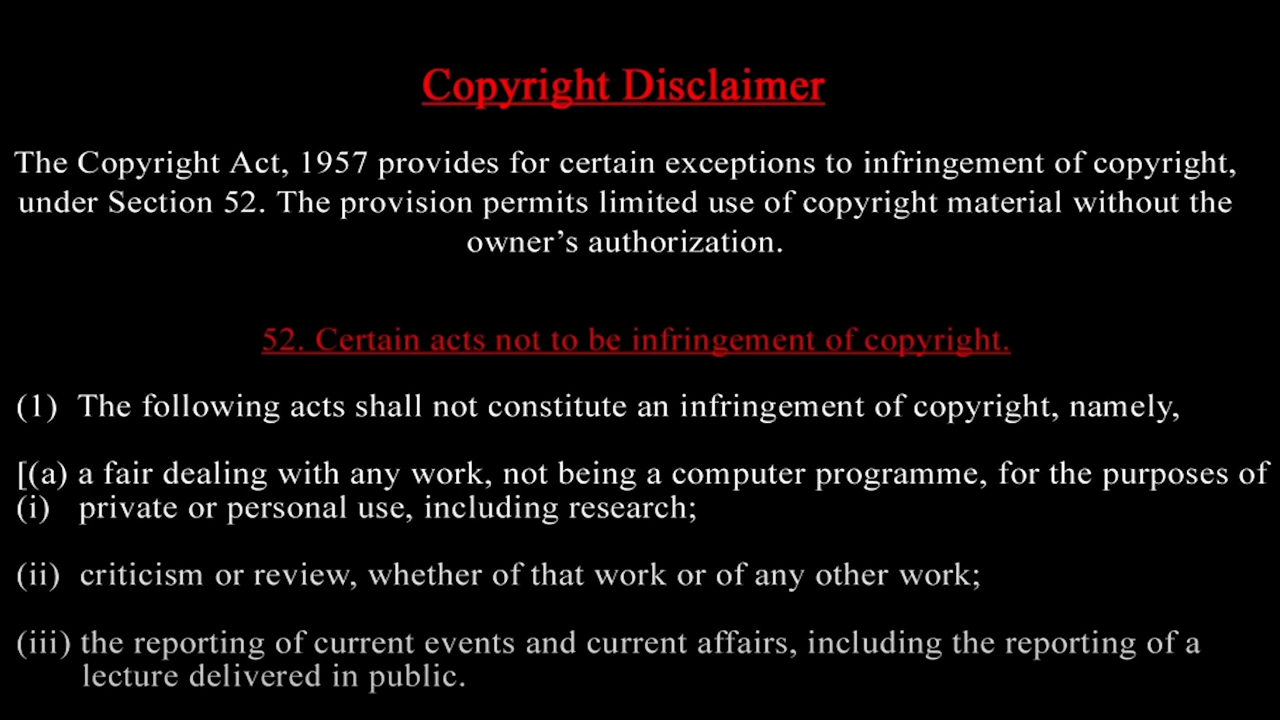 Copyright Disclaimer
The Copyright Act, 1957 provides for certain exceptions to infringement of copyright,
under Section 52. The provision permits limited use of copyright material without the
owner’s authorization.
52. Certain acts not to be infringement of copyright.
(1) The following acts shall not constitute an infringement of copyright, namely,
[(a) a fair dealing with any work, not being a computer programme, for the purposes of
(i) private or personal use, including research;
(ii) criticism or review, whether of that work or of any other work;
(iii) the reporting of current events and current affairs, including the reporting of a
lecture delivered in public.